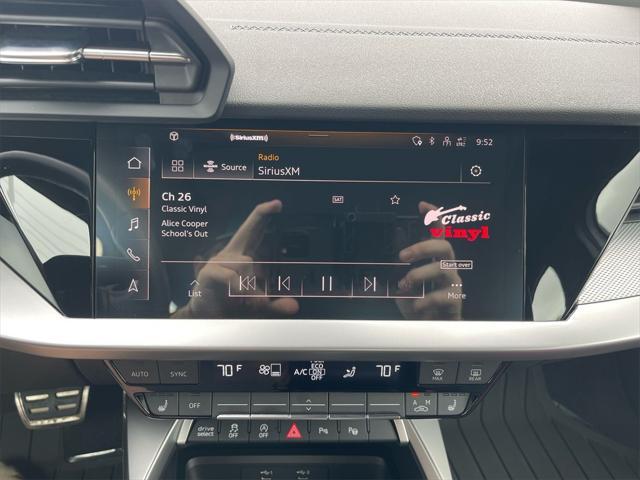 ((SiriusXM))
9:52
Source
Radio
SiriusXM
Ch 26
Classic Vinyl
SAT
Alice Cooper
School's Out
Classic
vinyl
Start over
List
More
AUTO
SYNC
70 F
A/C
ECO
ON
OFF
70 F
MAX
REAR
OFF
A M
drive
select
OFF
OFF
P
P